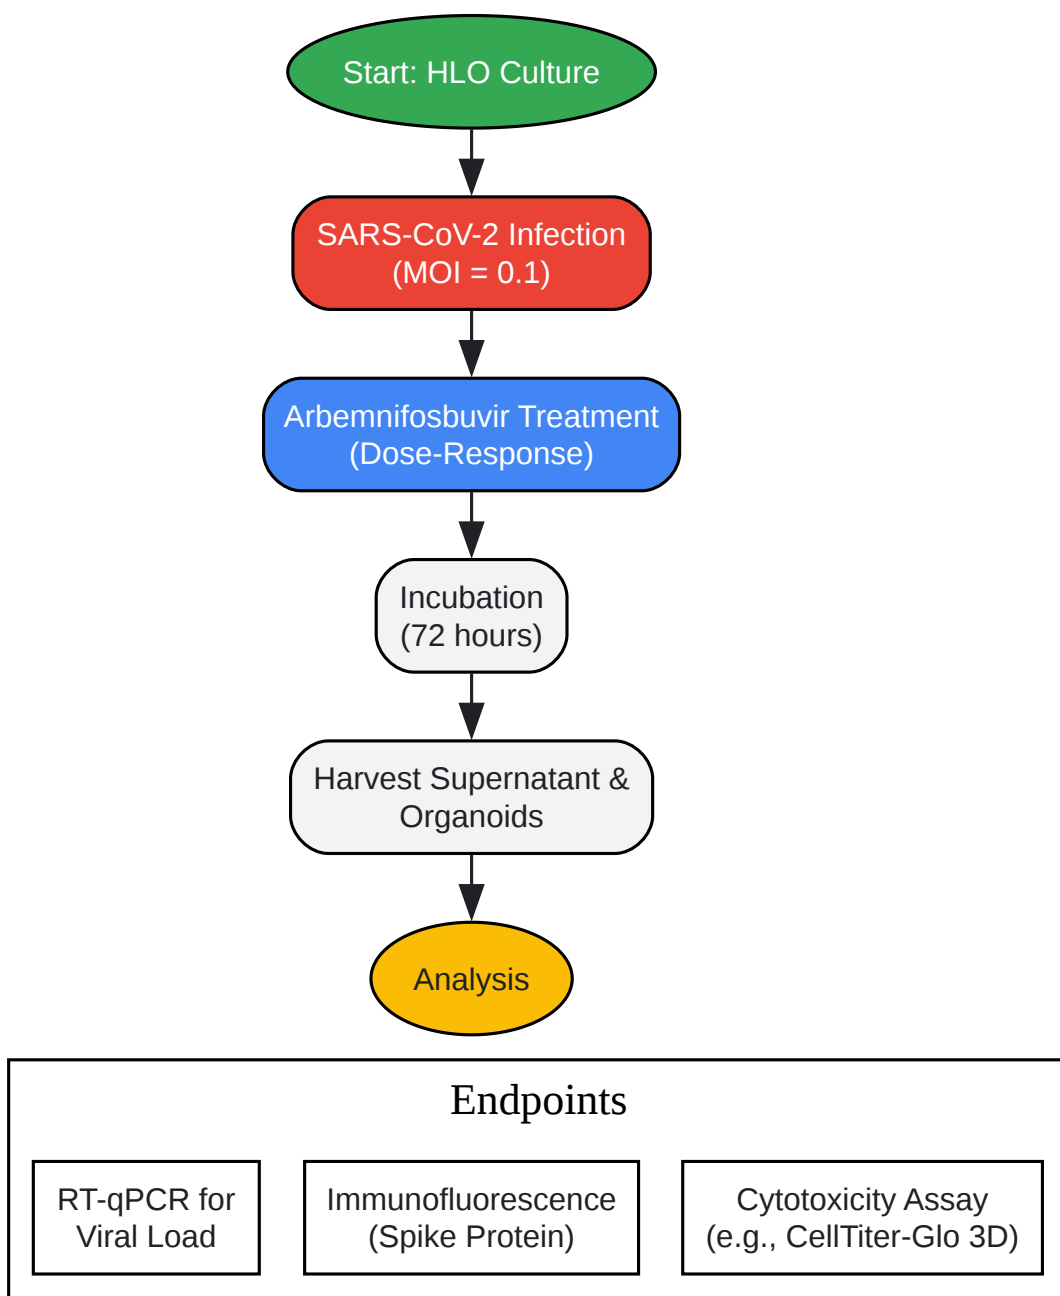 Start: HLO Culture
SARS-CoV-2 Infection
(MOI = 0.1)
Arbemnifosbuvir Treatment
(Dose-Response)
Incubation
(72 hours)
Harvest Supernatant &
Organoids
Analysis
Endpoints
RT-qPCR for
Viral Load
Immunofluorescence
(Spike Protein)
Cytotoxicity Assay
(e.g., CellTiter-Glo 3D)